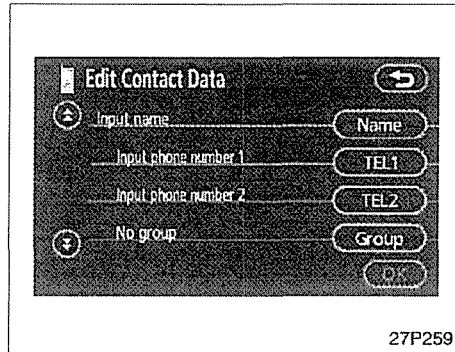 Edit Contact Data
Input name Name
Input phone number 1 TEL1
Input phone number 2 TEL2
No group Group
OK
27P259